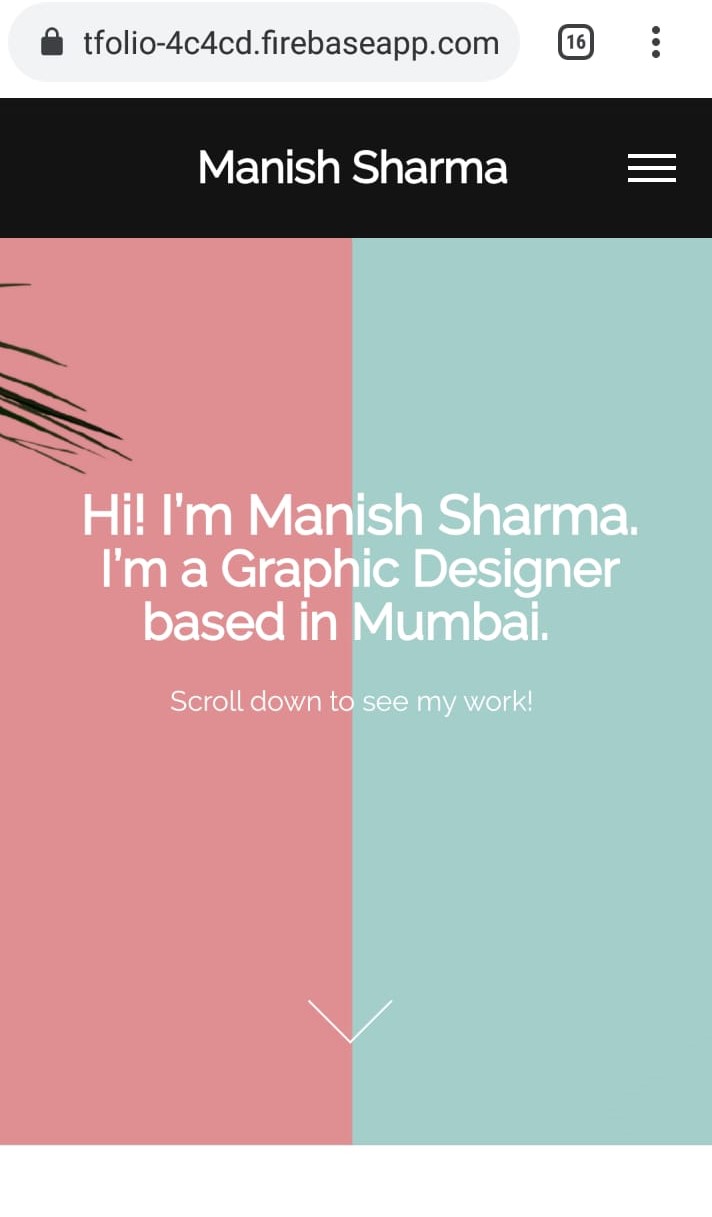 tfolio-4c4cd.firebaseapp.com
16
Manish Sharma
Hi! I'm Manish Sharma.
I'm a Graphic Designer
based in Mumbai.
Scroll down to see my work!